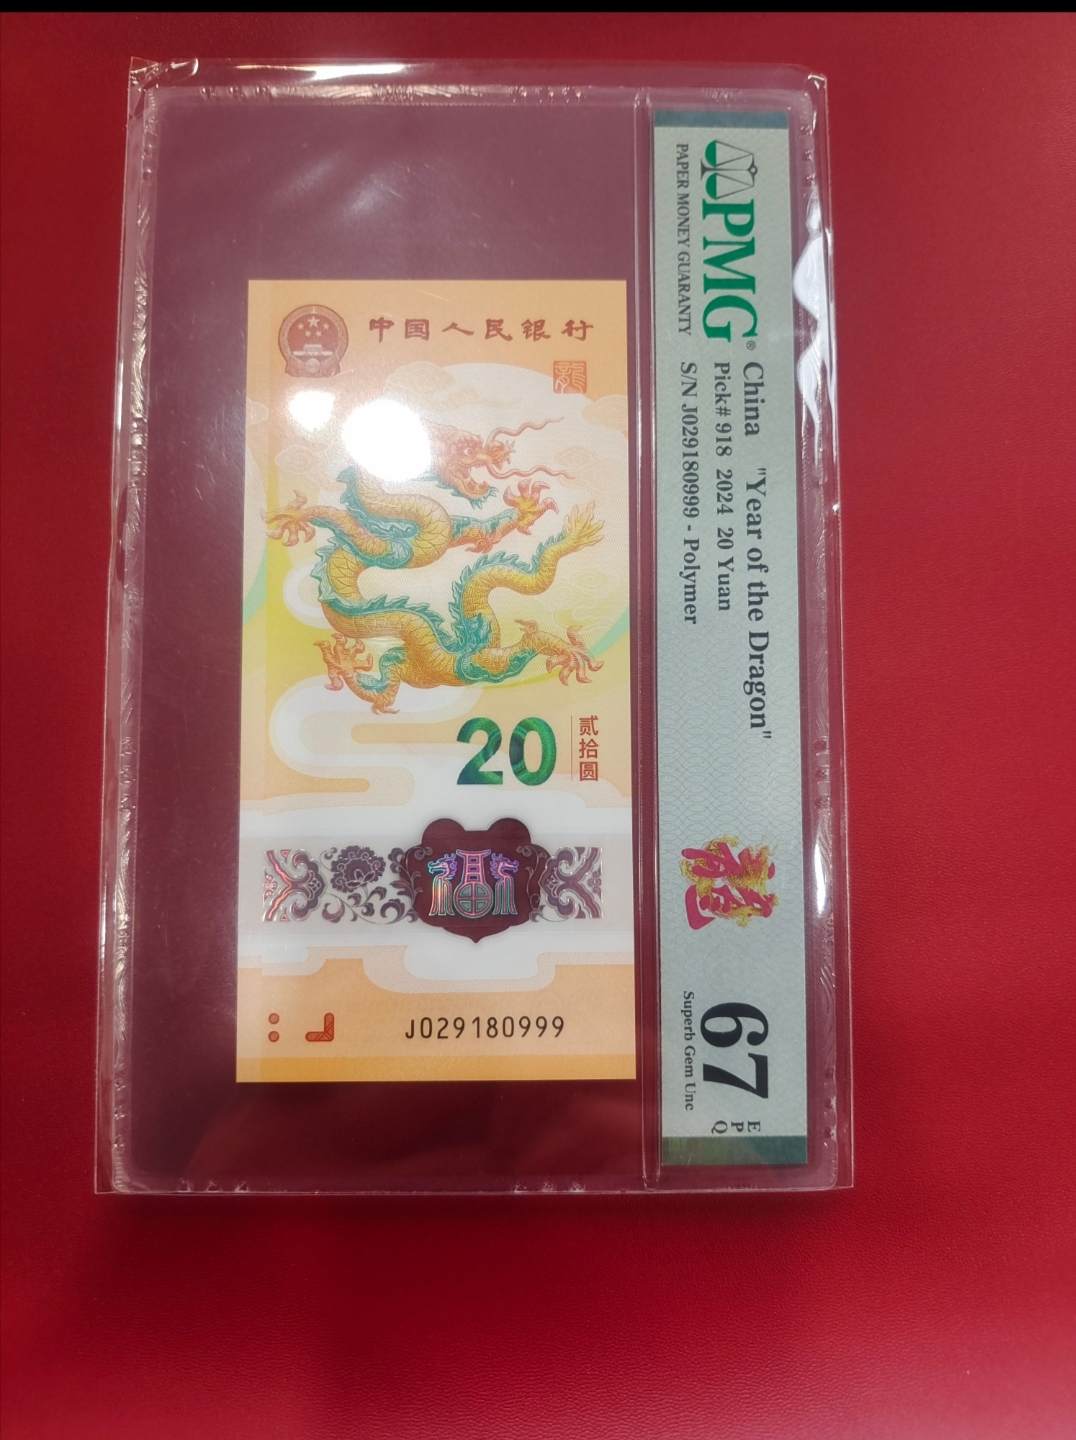 中国人民银行
龍
20
贰拾圆
福
J029180999
PMG®
PAPER MONEY GUARANTY
China "Year of the Dragon"
Pick# 918 2024 20 Yuan
S/N J029180999 - Polymer
龍
67
EPQ
Superb Gem Unc